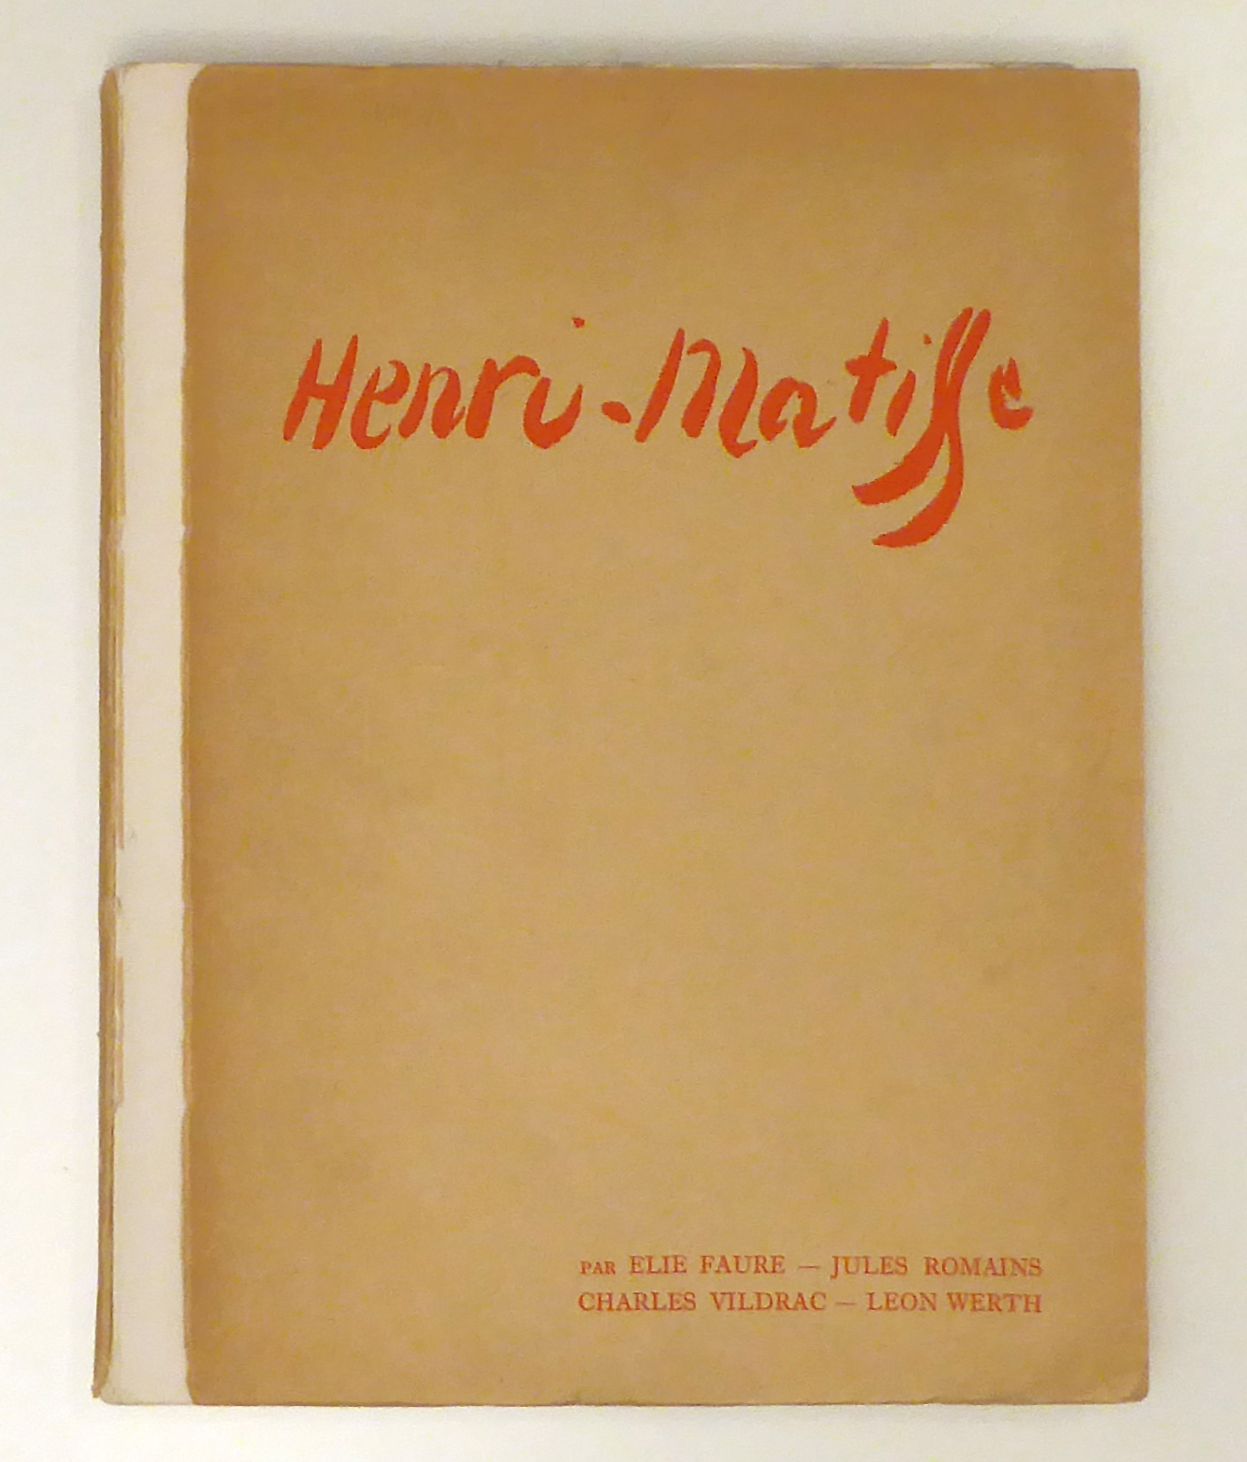 Henri-Matisse
PAR ELIE FAURE — JULES ROMAINS
CHARLES VILDRAC — LEON WERTH